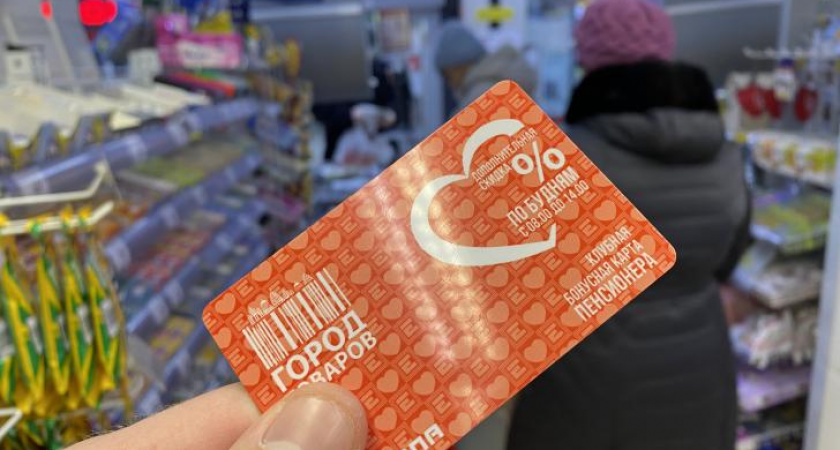 ДОПОЛНИТЕЛЬНАЯ
СКИДКА %
ПО БУДНЯМ
С 08.00 ДО 14.00
КЛУБНАЯ-
БОНУСНАЯ КАРТА
ПЕНСИОНЕРА
ГОРОД
ТОВАРОВ